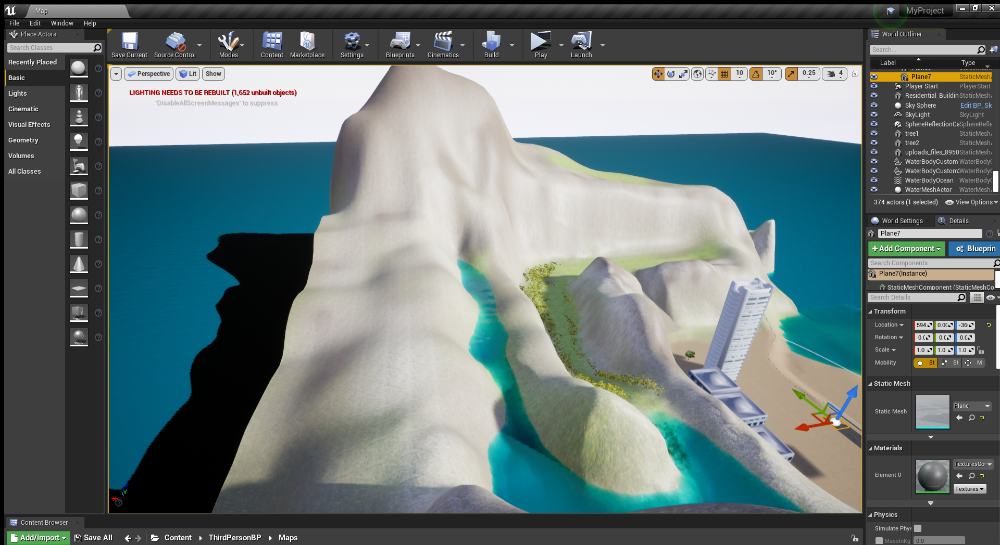 Map
MyProject
File Edit Window Help
Place Actors
Search Classes
Recently Placed
Basic
Lights
Cinematic
Visual Effects
Geometry
Volumes
All Classes
Save Current
Source Control
Modes
Content
Marketplace
Settings
Blueprints
Cinematics
Build
Play
Launch
Perspective
Lit
Show
10
10°
0.25
4
LIGHTING NEEDS TO BE REBUILT (1,652 unbuilt objects)
'DisableAllScreenMessages' to suppress
World Outliner
Search...
Label Type
Plane7 StaticMesh
Player Start PlayerStart
Residential_Buildin StaticMesh
Sky Sphere Edit BP_Sk
SkyLight SkyLight
SphereReflectionCa SphereRefle
tree1 StaticMesh
tree2 StaticMesh
uploads_files_8950 StaticMesh
WaterBodyCustom WaterBody
WaterBodyCustom WaterBody
WaterBodyOcean WaterBody
WaterMeshActor WaterMesh
374 actors (1 selected) View Options
World Settings Details
Plane7
+Add Component Blueprin
Search Components
Plane7(Instance)
StaticMeshComponent (StaticMeshCo
Search Details
Transform
Location 594 0.00 -36
Rotation 0.0 0.0 0.0
Scale 1.0 1.0 1.0
Mobility St St M
Static Mesh
Static Mesh Plane
Materials
Element 0 TexturesCor
Textures
Physics
Simulate Phys
MassInKg 0.0
Content Browser
Add/Import Save All Content ThirdPersonBP Maps
X Y Z